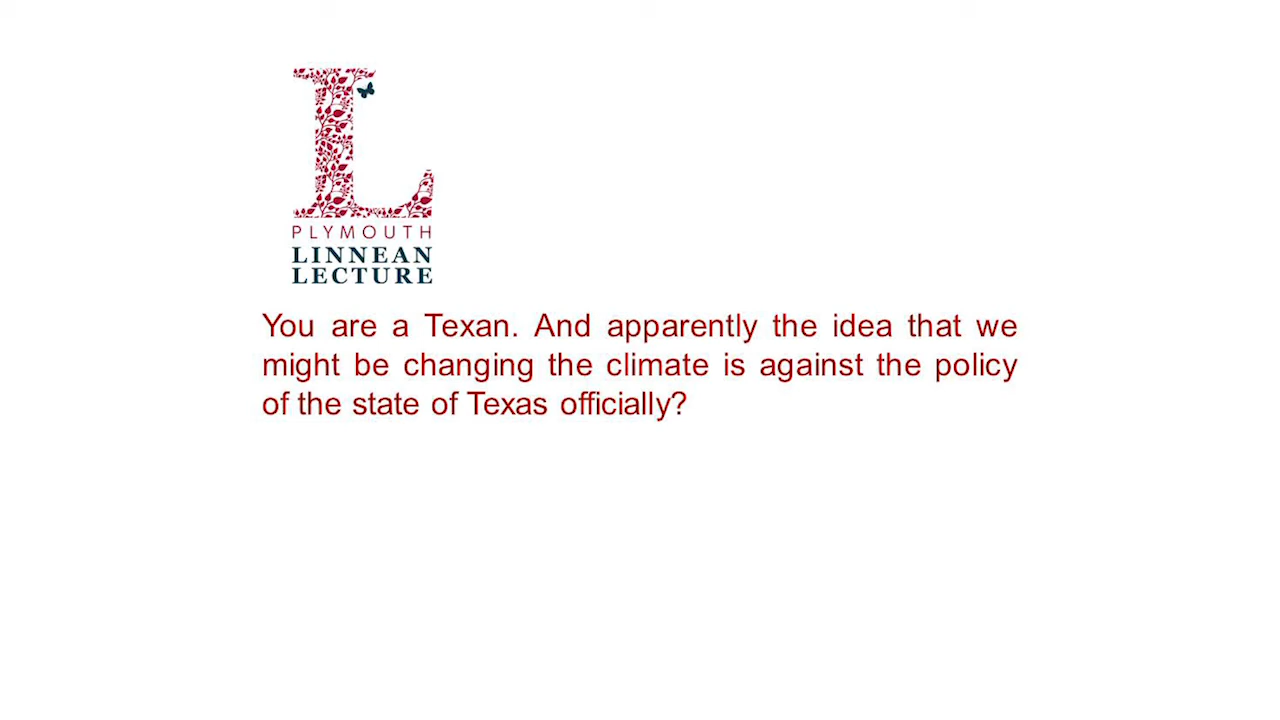 L
PLYMOUTH
LINNEAN
LECTURE
You are a Texan. And apparently the idea that we
might be changing the climate is against the policy
of the state of Texas officially?